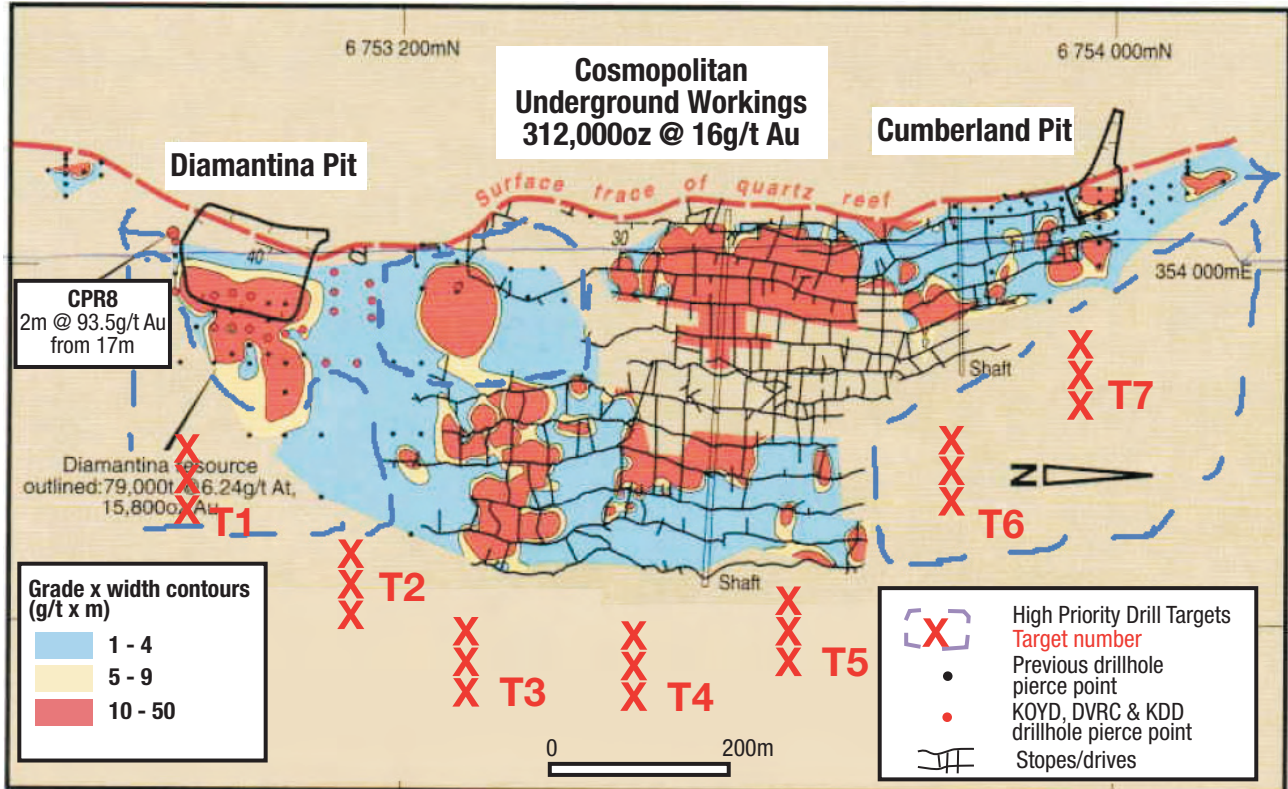 6 753 200mN
6 754 000mN
Cosmopolitan
Underground Workings
312,000oz @ 16g/t Au
Diamantina Pit
Cumberland Pit
Surface trace of quartz reef
40
30
354 000mE
CPR8
2m @ 93.5g/t Au
from 17m
Shaft
X
X
X
T7
Diamantina resource
outlined:79,000t @6.24g/t At,
15,800oz Au
X
X
X
T1
X
X
X
T6
N
X
X
X
T2
Shaft
X
X
X
T3
X
X
X
T4
X
X
X
T5
Grade x width contours
(g/t x m)
1 - 4
5 - 9
10 - 50
0
200m
X
High Priority Drill Targets
Target number
Previous drillhole
pierce point
KOYD, DVRC & KDD
drillhole pierce point
Stopes/drives